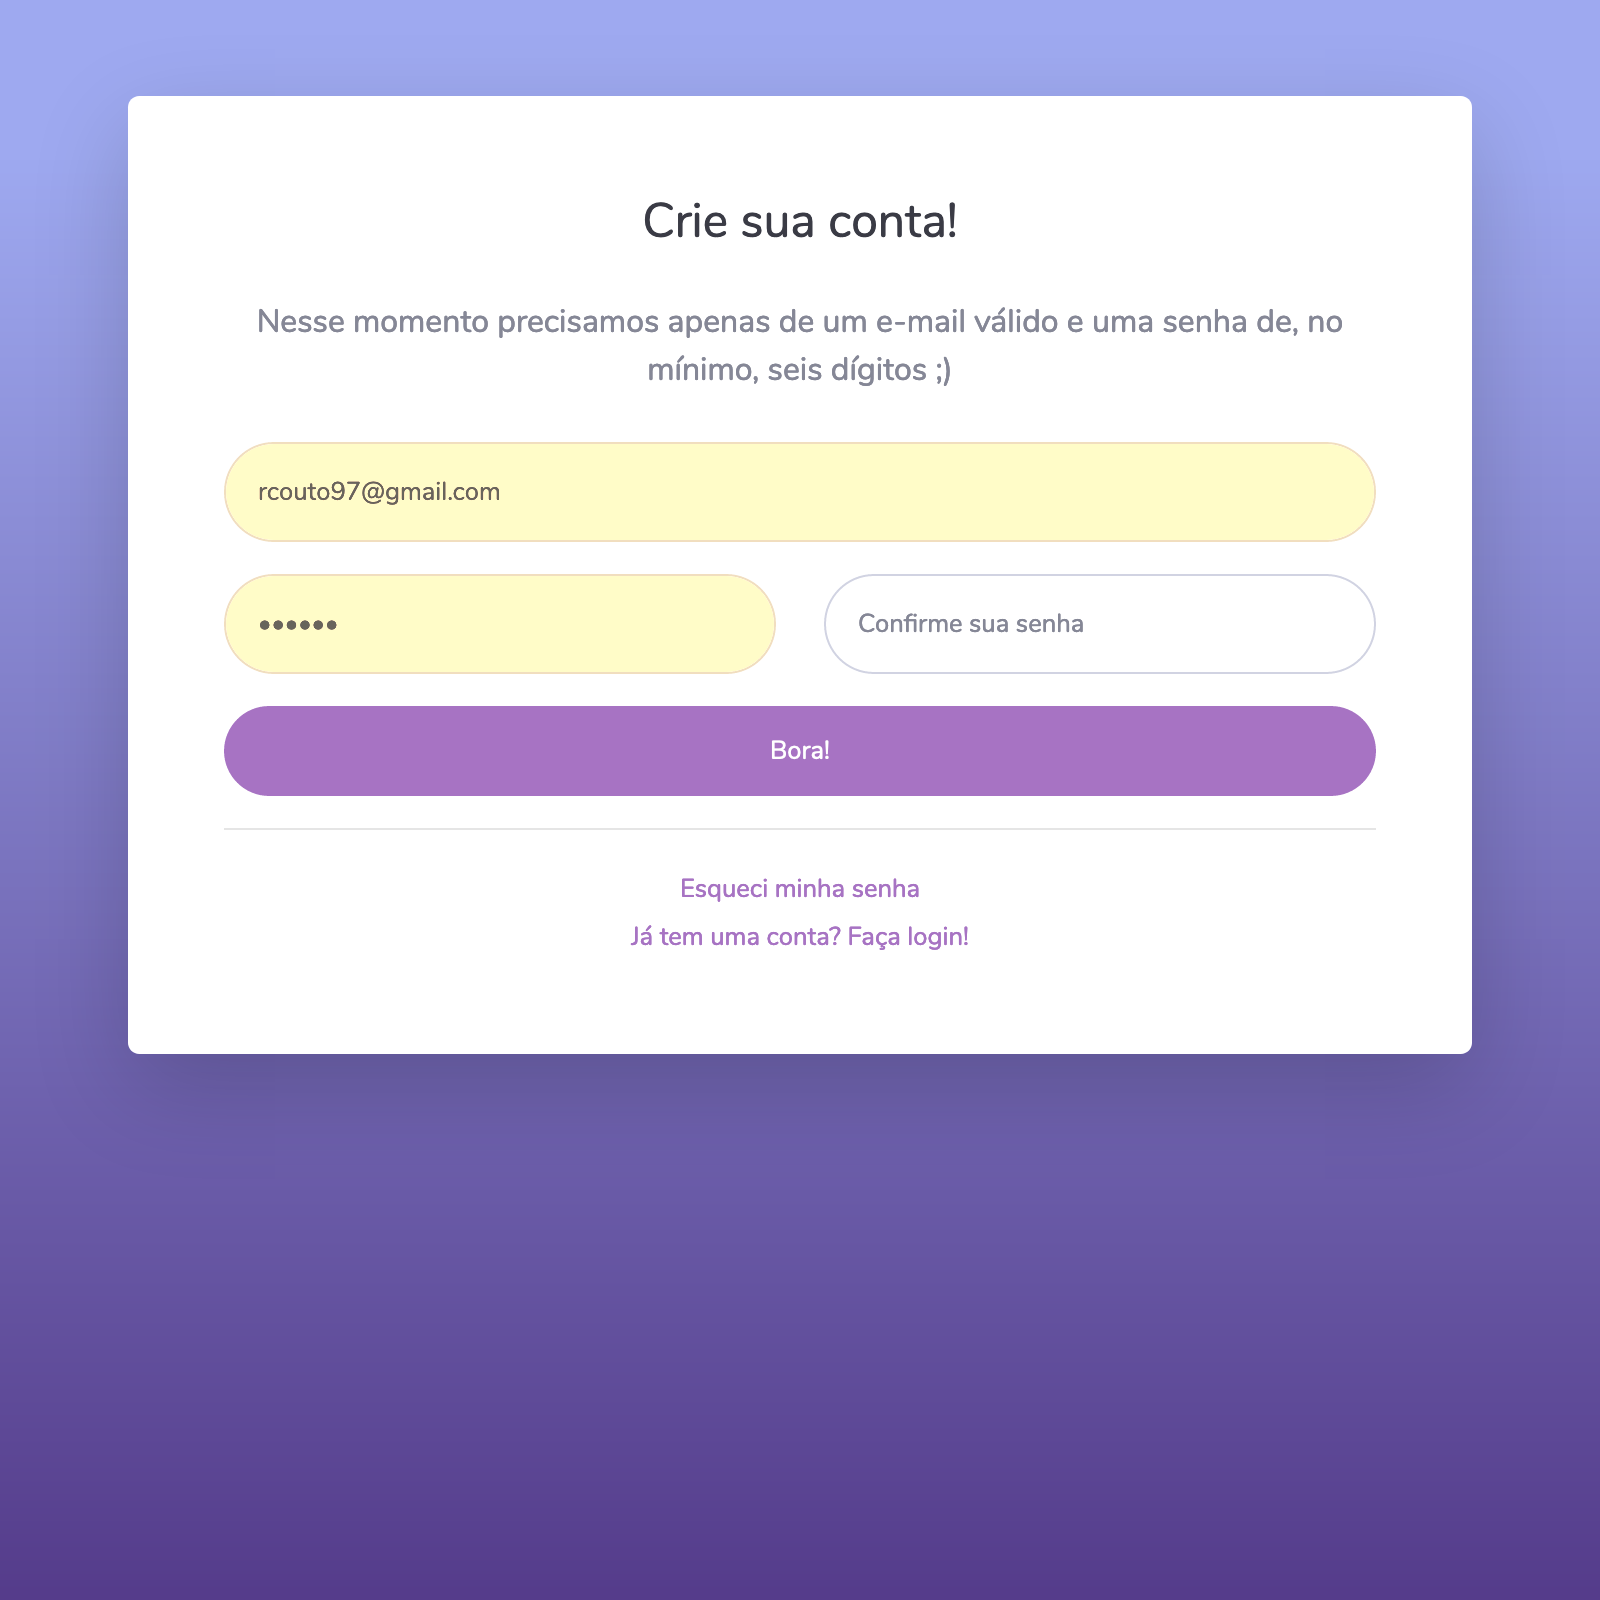 Crie sua conta!
Nesse momento precisamos apenas de um e-mail válido e uma senha de, no
mínimo, seis dígitos ;)
rcouto97@gmail.com
••••••
Confirme sua senha
Bora!
Esqueci minha senha
Já tem uma conta? Faça login!